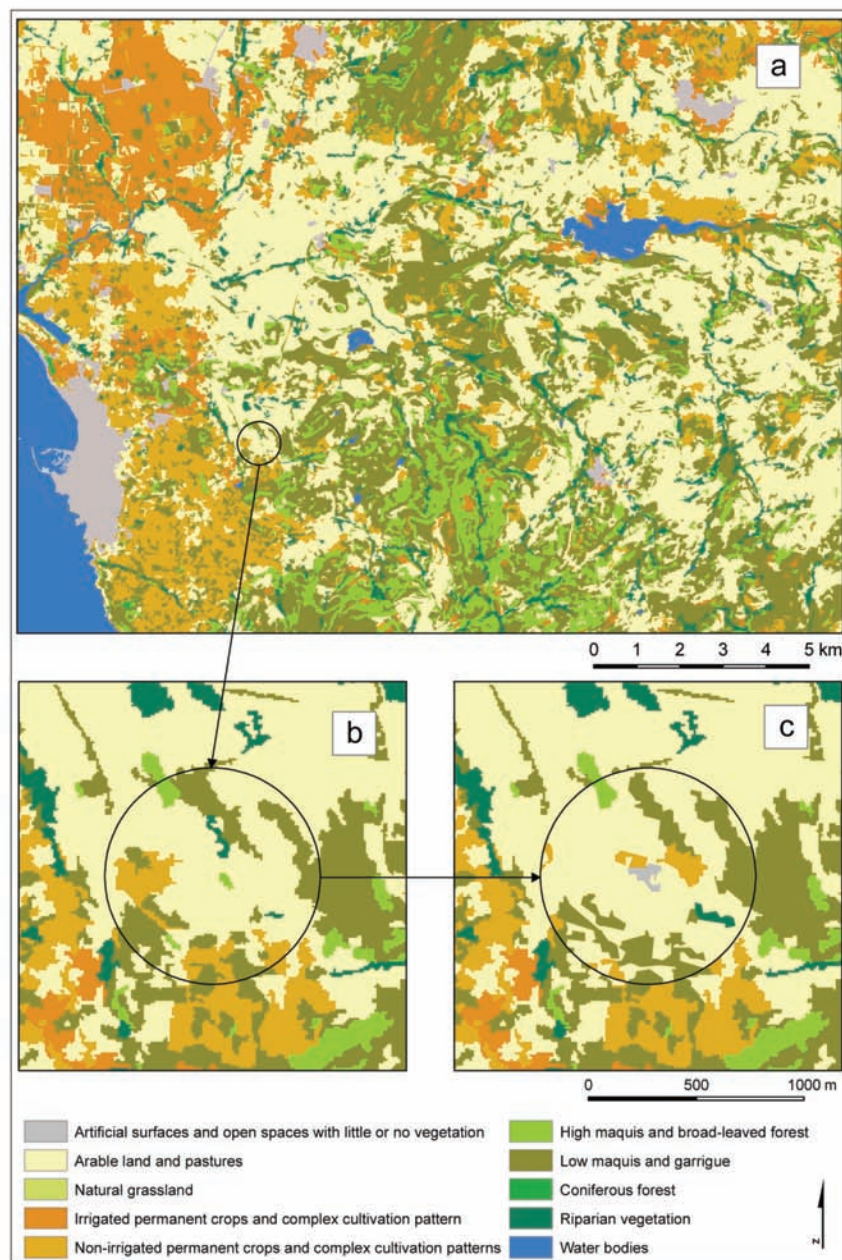 a
0 1 2 3 4 5 km
b
c
0 500 1000 m
Artificial surfaces and open spaces with little or no vegetation
Arable land and pastures
Natural grassland
Irrigated permanent crops and complex cultivation pattern
Non-irrigated permanent crops and complex cultivation patterns
High maquis and broad-leaved forest
Low maquis and garrigue
Coniferous forest
Riparian vegetation
Water bodies
N